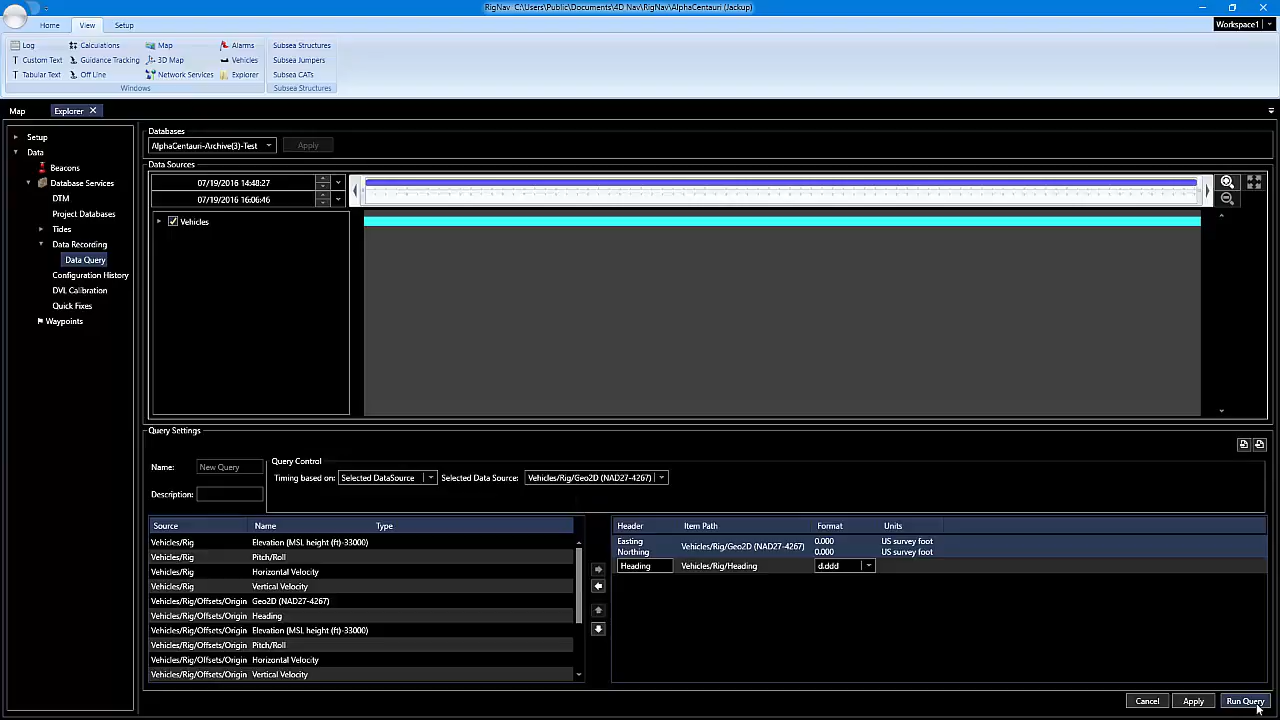 RigNav C:\Users\Public\Documents\4D Nav\RigNav\AlphaCentauri (Jackup)
Home View Setup
Workspace1
Log Calculations Map Alarms Subsea Structures
Custom Text Guidance Tracking 3D Map Vehicles Subsea Jumpers
Tabular Text Off Line Network Services Explorer Subsea CATs
Windows Subsea Structures
Map Explorer
Setup
Data
Beacons
Database Services
DTM
Project Databases
Tides
Data Recording
Data Query
Configuration History
DVL Calibration
Quick Fixes
Waypoints
Databases
AlphaCentauri-Archive(3)-Test Apply
Data Sources
07/19/2016 14:48:27
07/19/2016 16:06:46
Vehicles
Query Settings
Name: New Query
Description:
Query Control
Timing based on: Selected DataSource Selected Data Source: Vehicles/Rig/Geo2D (NAD27-4267)
Source Name Type
Vehicles/Rig Elevation (MSL height (ft)-33000)
Vehicles/Rig Pitch/Roll
Vehicles/Rig Horizontal Velocity
Vehicles/Rig Vertical Velocity
Vehicles/Rig/Offsets/Origin Geo2D (NAD27-4267)
Vehicles/Rig/Offsets/Origin Heading
Vehicles/Rig/Offsets/Origin Elevation (MSL height (ft)-33000)
Vehicles/Rig/Offsets/Origin Pitch/Roll
Vehicles/Rig/Offsets/Origin Horizontal Velocity
Vehicles/Rig/Offsets/Origin Vertical Velocity
Header Item Path Format Units
Easting 0.000 US survey foot
Vehicles/Rig/Geo2D (NAD27-4267)
Northing 0.000 US survey foot
Heading Vehicles/Rig/Heading d.ddd
Cancel Apply Run Query